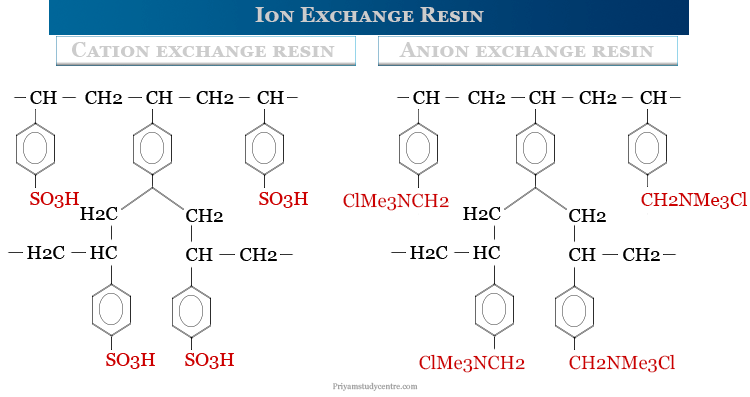 Ion Exchange Resin
Cation exchange resin
Anion exchange resin
– CH – CH2 – CH – CH2 – CH –
– CH – CH2 – CH – CH2 – CH –
SO3H
SO3H
ClMe3NCH2
CH2NMe3Cl
H2C
CH2
H2C
CH2
– H2C – HC
CH – CH2 –
– H2C – HC
CH – CH2 –
SO3H
SO3H
ClMe3NCH2
CH2NMe3Cl
Priyamstudycentre.com